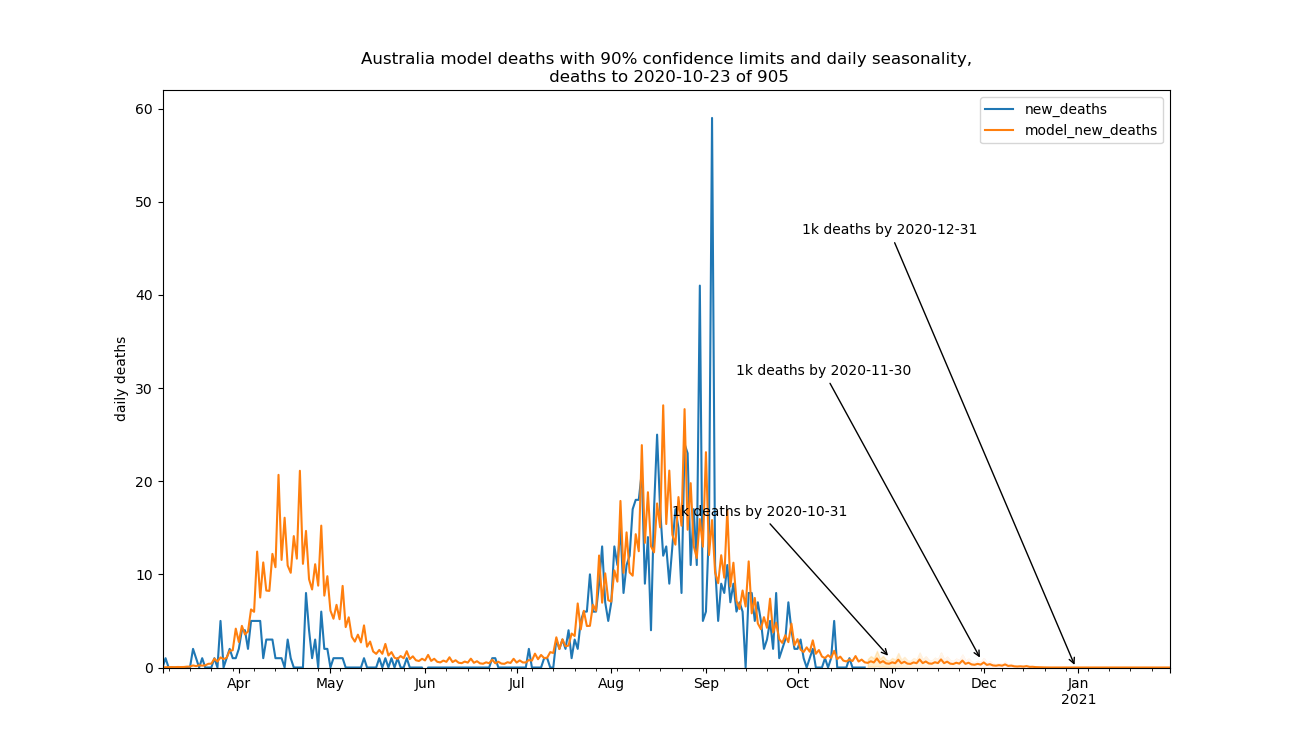 Australia model deaths with 90% confidence limits and daily seasonality,
deaths to 2020-10-23 of 905
new_deaths
model_new_deaths
60
50
40
30
20
10
0
daily deaths
1k deaths by 2020-12-31
1k deaths by 2020-11-30
1k deaths by 2020-10-31
Apr May Jun Jul Aug Sep Oct Nov Dec Jan
2021